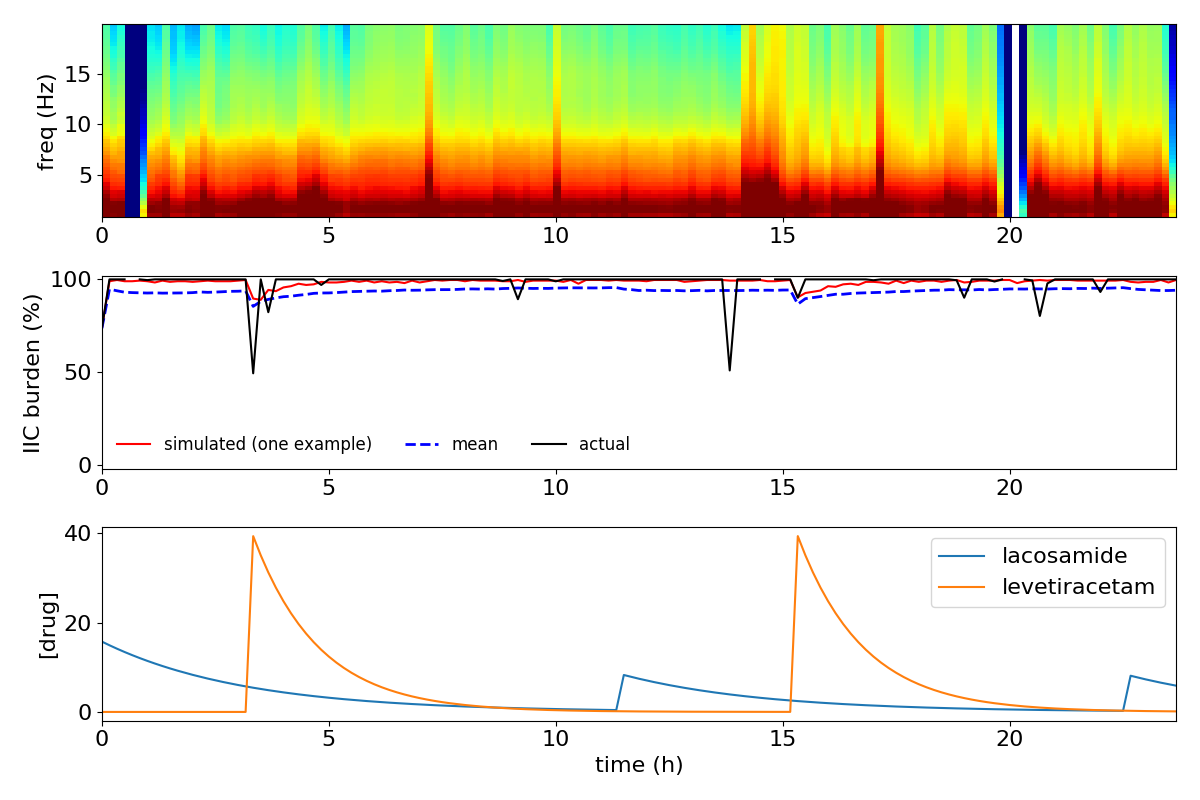 freq (Hz)
15
10
5
0 5 10 15 20
IIC burden (%)
100
50
0
simulated (one example) mean actual
0 5 10 15 20
[drug]
40
20
0
lacosamide
levetiracetam
0 5 10 15 20
time (h)